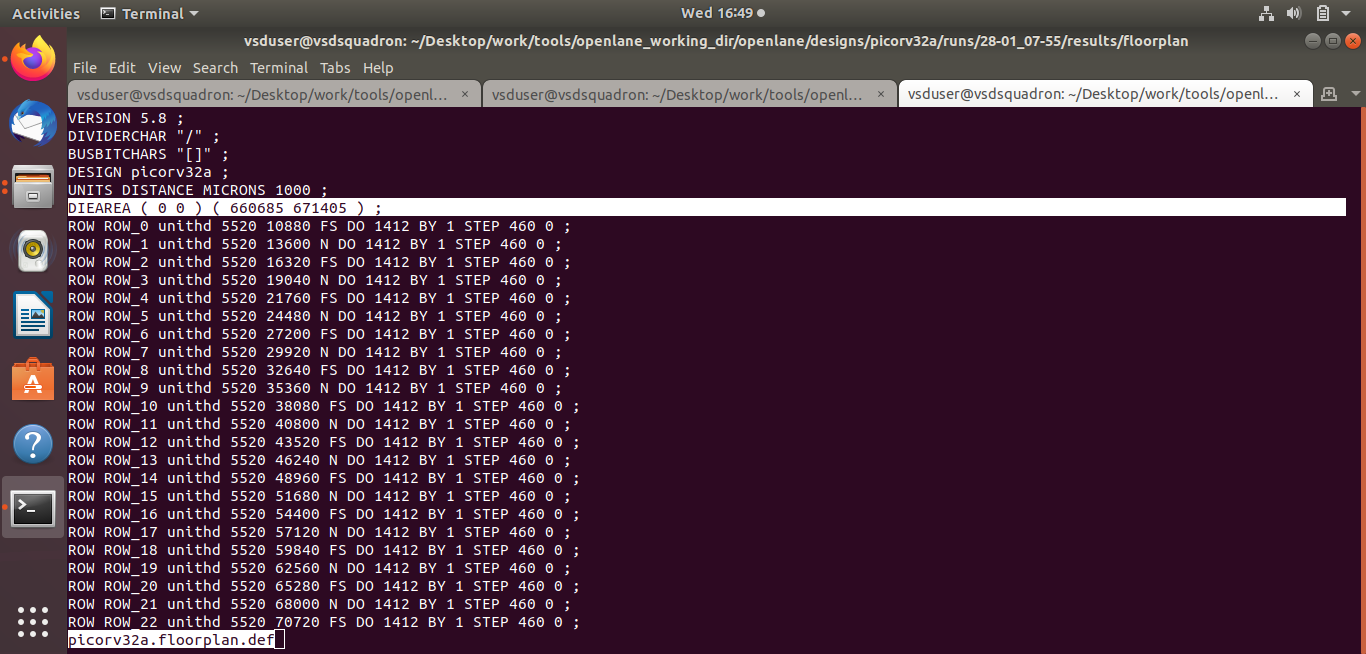 Activities Terminal Wed 16:49
vsduser@vsdsquadron: ~/Desktop/work/tools/openlane_working_dir/openlane/designs/picorv32a/runs/28-01_07-55/results/floorplan
File Edit View Search Terminal Tabs Help
vsduser@vsdsquadron: ~/Desktop/work/tools/openl... × vsduser@vsdsquadron: ~/Desktop/work/tools/openl... × vsduser@vsdsquadron: ~/Desktop/work/tools/openl... ×
VERSION 5.8 ;
DIVIDERCHAR "/" ;
BUSBITCHARS "[]" ;
DESIGN picorv32a ;
UNITS DISTANCE MICRONS 1000 ;
DIEAREA ( 0 0 ) ( 660685 671405 ) ;
ROW ROW_0 unithd 5520 10880 FS DO 1412 BY 1 STEP 460 0 ;
ROW ROW_1 unithd 5520 13600 N DO 1412 BY 1 STEP 460 0 ;
ROW ROW_2 unithd 5520 16320 FS DO 1412 BY 1 STEP 460 0 ;
ROW ROW_3 unithd 5520 19040 N DO 1412 BY 1 STEP 460 0 ;
ROW ROW_4 unithd 5520 21760 FS DO 1412 BY 1 STEP 460 0 ;
ROW ROW_5 unithd 5520 24480 N DO 1412 BY 1 STEP 460 0 ;
ROW ROW_6 unithd 5520 27200 FS DO 1412 BY 1 STEP 460 0 ;
ROW ROW_7 unithd 5520 29920 N DO 1412 BY 1 STEP 460 0 ;
ROW ROW_8 unithd 5520 32640 FS DO 1412 BY 1 STEP 460 0 ;
ROW ROW_9 unithd 5520 35360 N DO 1412 BY 1 STEP 460 0 ;
ROW ROW_10 unithd 5520 38080 FS DO 1412 BY 1 STEP 460 0 ;
ROW ROW_11 unithd 5520 40800 N DO 1412 BY 1 STEP 460 0 ;
ROW ROW_12 unithd 5520 43520 FS DO 1412 BY 1 STEP 460 0 ;
ROW ROW_13 unithd 5520 46240 N DO 1412 BY 1 STEP 460 0 ;
ROW ROW_14 unithd 5520 48960 FS DO 1412 BY 1 STEP 460 0 ;
ROW ROW_15 unithd 5520 51680 N DO 1412 BY 1 STEP 460 0 ;
ROW ROW_16 unithd 5520 54400 FS DO 1412 BY 1 STEP 460 0 ;
ROW ROW_17 unithd 5520 57120 N DO 1412 BY 1 STEP 460 0 ;
ROW ROW_18 unithd 5520 59840 FS DO 1412 BY 1 STEP 460 0 ;
ROW ROW_19 unithd 5520 62560 N DO 1412 BY 1 STEP 460 0 ;
ROW ROW_20 unithd 5520 65280 FS DO 1412 BY 1 STEP 460 0 ;
ROW ROW_21 unithd 5520 68000 N DO 1412 BY 1 STEP 460 0 ;
ROW ROW_22 unithd 5520 70720 FS DO 1412 BY 1 STEP 460 0 ;
picorv32a.floorplan.def